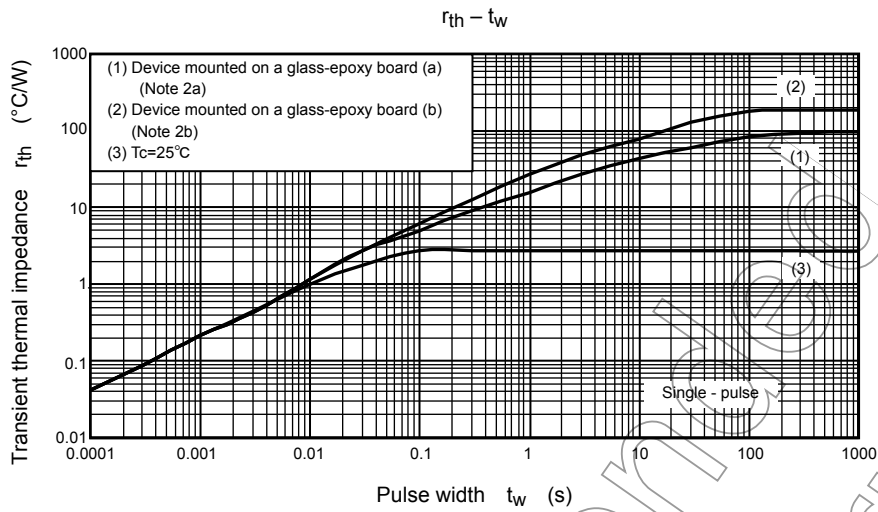 rth – tw
1000
100
10
1
0.1
0.01
Transient thermal impedance rth (°C/W)
(1) Device mounted on a glass-epoxy board (a)
(Note 2a)
(2) Device mounted on a glass-epoxy board (b)
(Note 2b)
(3) Tc=25°C
(2)
(1)
(3)
Single - pulse
0.0001 0.001 0.01 0.1 1 10 100 1000
Pulse width tw (s)